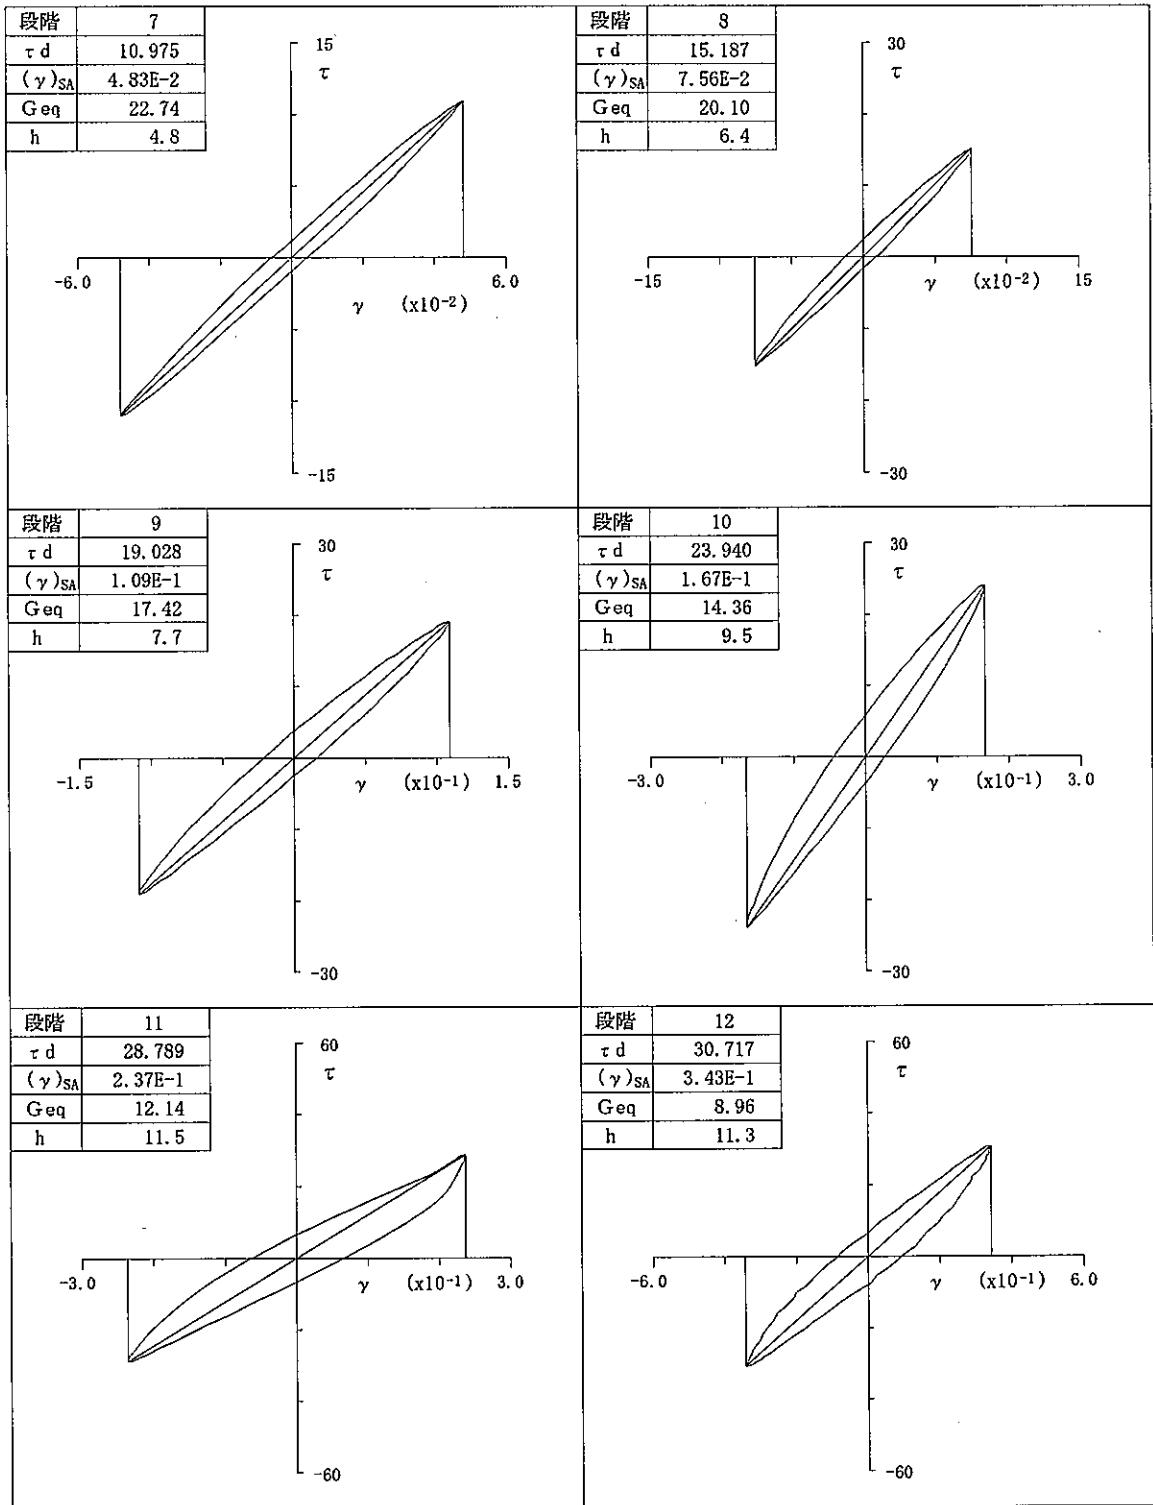 段階 7
τd 10.975
(γ)SA 4.83E-2
Geq 22.74
h 4.8
15
τ
-6.0
6.0
γ (x10-2)
-15
段階 8
τd 15.187
(γ)SA 7.56E-2
Geq 20.10
h 6.4
30
τ
-15
γ (x10-2) 15
-30
段階 9
τd 19.028
(γ)SA 1.09E-1
Geq 17.42
h 7.7
30
τ
-1.5
γ (x10-1) 1.5
-30
段階 10
τd 23.940
(γ)SA 1.67E-1
Geq 14.36
h 9.5
30
τ
-3.0
γ (x10-1) 3.0
-30
段階 11
τd 28.789
(γ)SA 2.37E-1
Geq 12.14
h 11.5
60
τ
-3.0
γ (x10-1) 3.0
-60
段階 12
τd 30.717
(γ)SA 3.43E-1
Geq 8.96
h 11.3
60
τ
-6.0
γ (x10-1) 6.0
-60